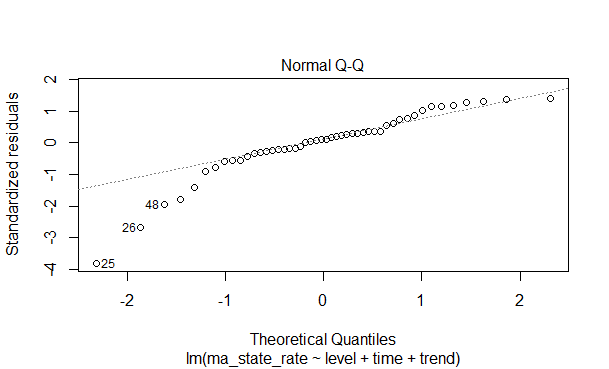 Normal Q-Q
Standardized residuals
2
1
0
-1
-2
-3
-4
48
26
25
-2 -1 0 1 2
Theoretical Quantiles
lm(ma_state_rate ~ level + time + trend)